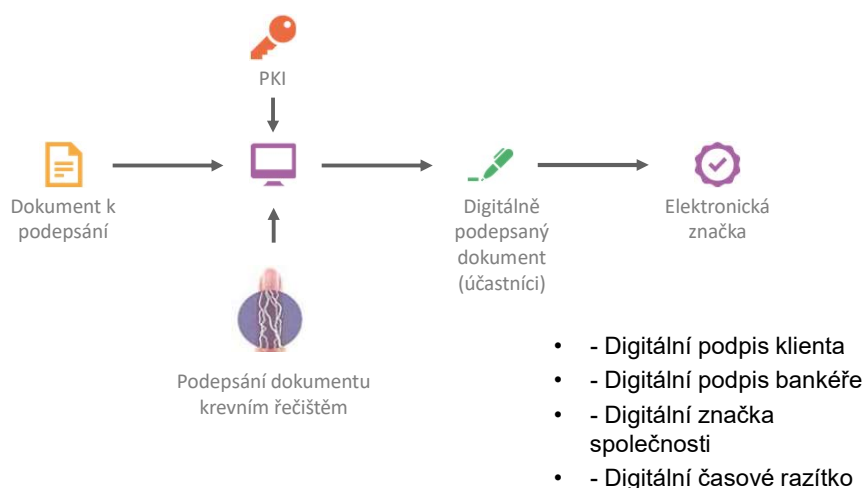 PKI
Dokument k
podepsání
Digitálně
podepsaný
dokument
(účastníci)
Elektronická
značka
Podepsání dokumentu
krevním řečištěm
• - Digitální podpis klienta
• - Digitální podpis bankéře
• - Digitální značka
společnosti
• - Digitální časové razítko